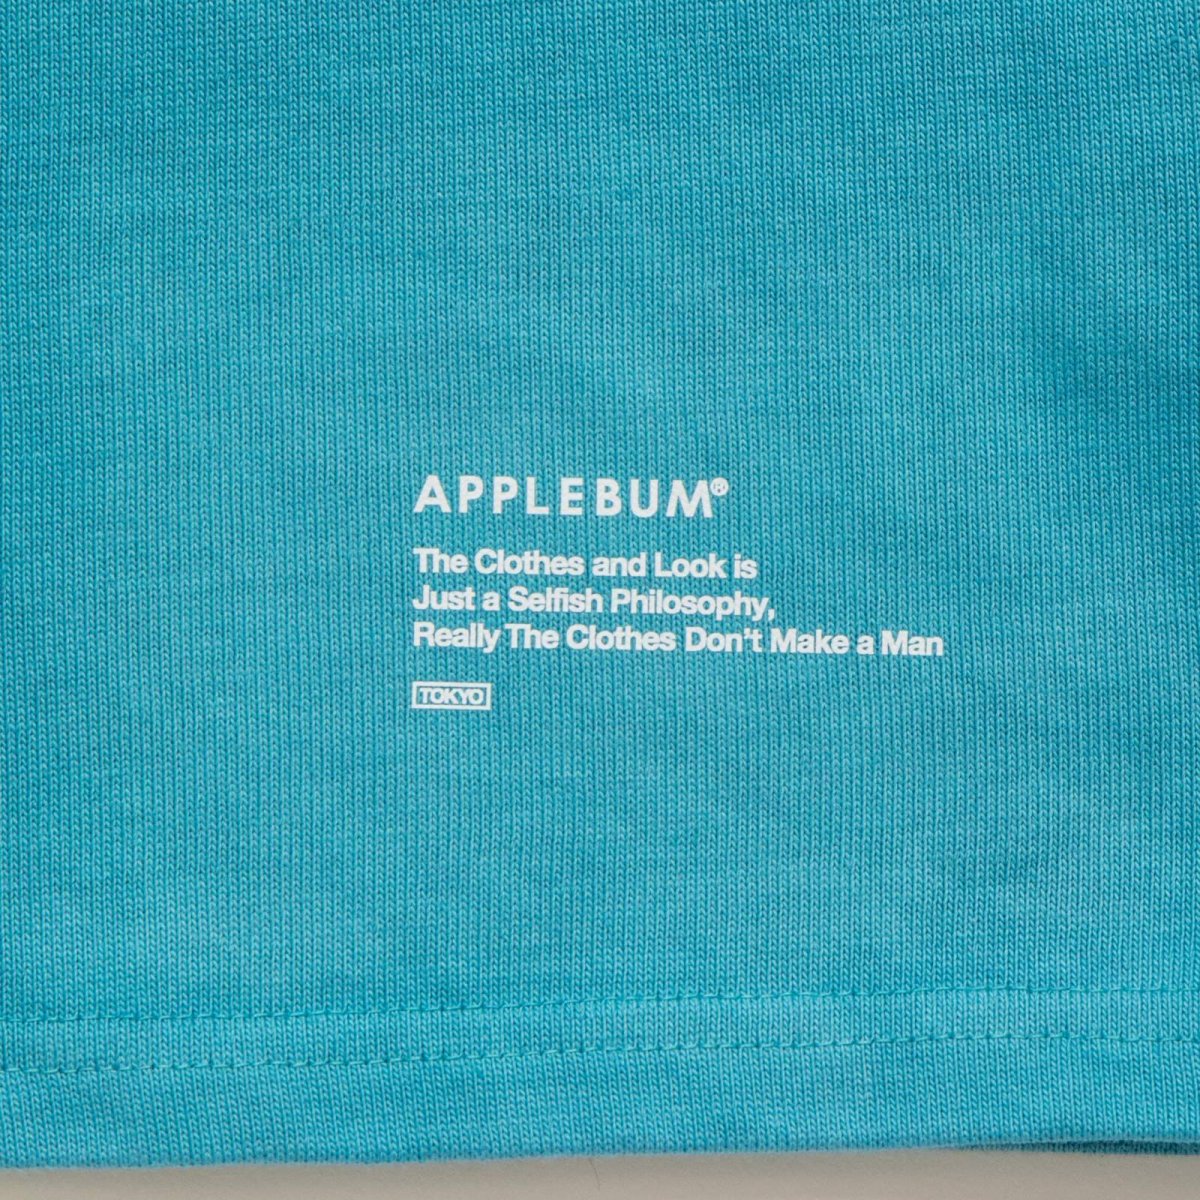 APPLEBUM®
The Clothes and Look is
Just a Selfish Philosophy,
Really The Clothes Don't Make a Man
TOKYO